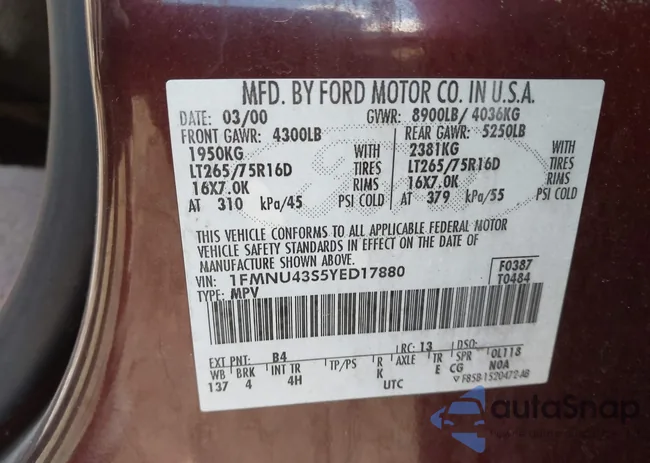 MFD. BY FORD MOTOR CO. IN U.S.A.
DATE: 03/00 GVWR: 8900LB/ 4036KG
FRONT GAWR: 4300LB REAR GAWR: 5250LB
1950KG WITH 2381KG WITH
LT265/75R16D TIRES LT265/75R16D TIRES
16X7.0K RIMS 16X7.0K RIMS
AT 310 kPa/45 PSI COLD AT 379 kPa/55 PSI COLD
THIS VEHICLE CONFORMS TO ALL APPLICABLE FEDERAL MOTOR
VEHICLE SAFETY STANDARDS IN EFFECT ON THE DATE OF
MANUFACTURE SHOWN ABOVE.
VIN: 1FMNU43S5YED17880 F0387
TYPE: MPV T0484
EXT PNT: B4 RC: 13 DSO:
WB BRK INT TR TP/PS R AXLE TR SPR 0L118
137 4 4H K UTC E CG N0A
F85B-1520472-AB
autoSnap